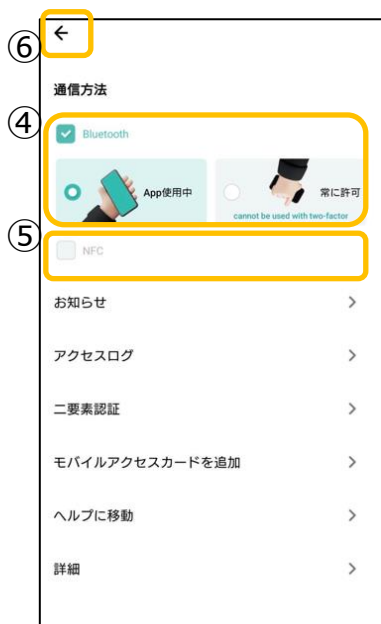 ⑥
通信方法
④
Bluetooth
App使用中
常に許可
cannot be used with two-factor
⑤
NFC
お知らせ
アクセスログ
二要素認証
モバイルアクセスカードを追加
ヘルプに移動
詳細